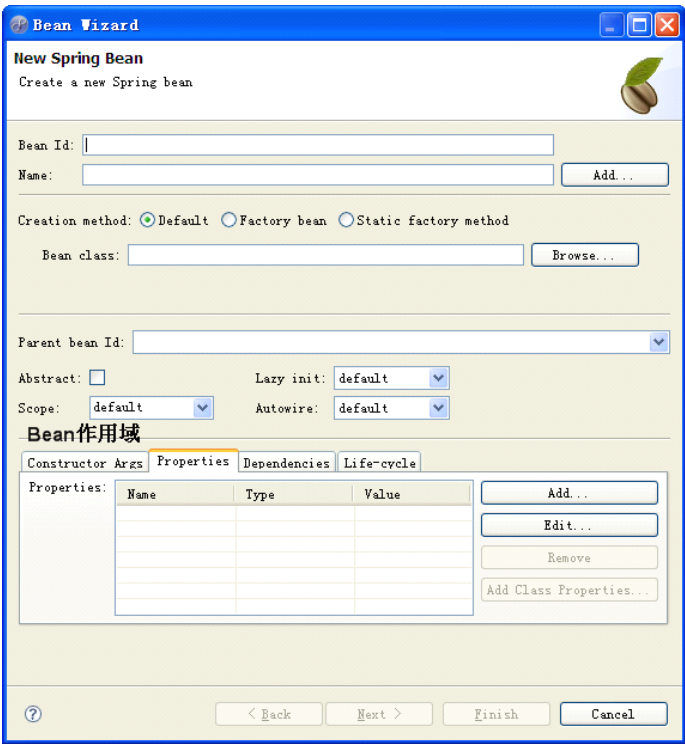 Bean Wizard
New Spring Bean
Create a new Spring bean
Bean Id:
Name: Add...
Creation method: Default Factory bean Static factory method
Bean class: Browse...
Parent bean Id:
Abstract: Lazy init: default
Scope: default Autowire: default
Bean作用域
Constructor Args Properties Dependencies Life-cycle
Properties: Name Type Value Add...
Edit...
Remove
Add Class Properties...
? < Back Next > Finish Cancel